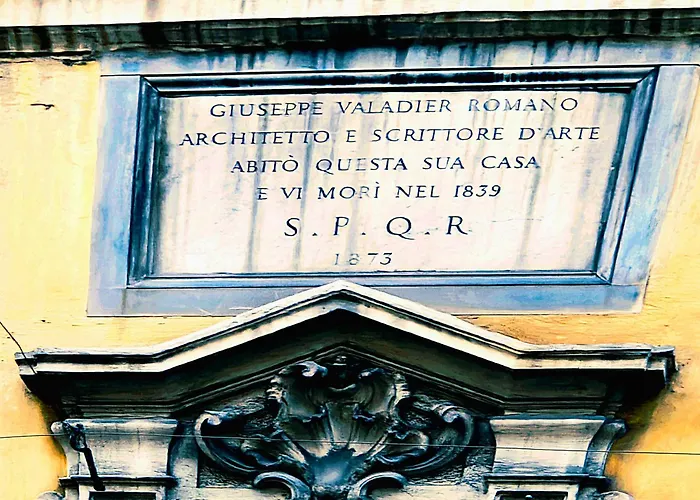 GIUSEPPE VALADIER ROMANO
ARCHITETTO E SCRITTORE D'ARTE
ABITÒ QUESTA SUA CASA
E VI MORÌ NEL 1839
S.P.Q.R
1873